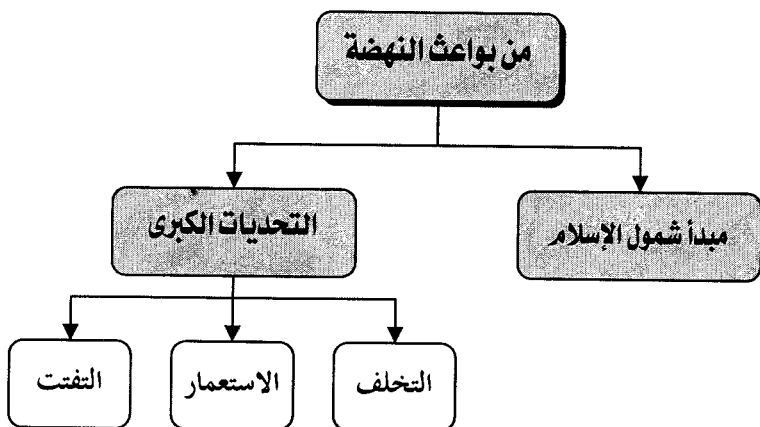 من بواعث النهضة
مبدأ شمول الإسلام
التحديات الكبرى
التخلف
الاستعمار
التفتت